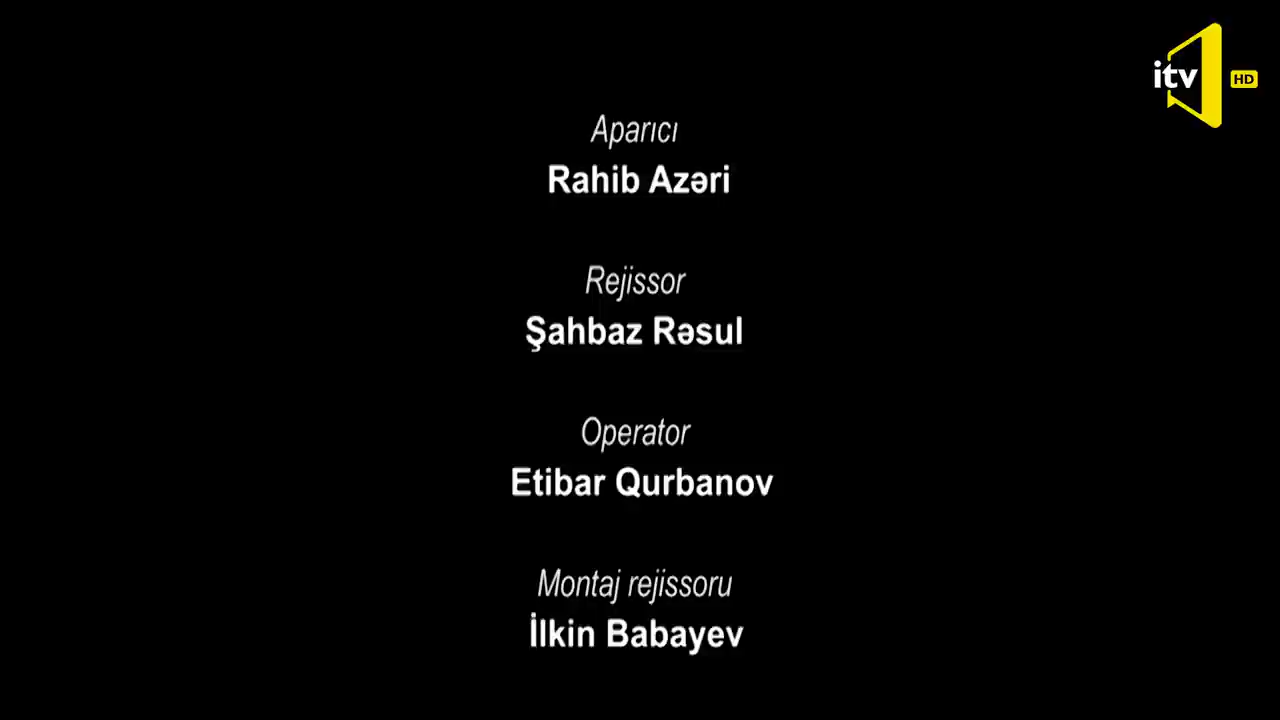 itv HD
Aparıcı
Rahib Azəri
Rejissor
Şahbaz Rəsul
Operator
Etibar Qurbanov
Montaj rejissoru
İlkin Babayev